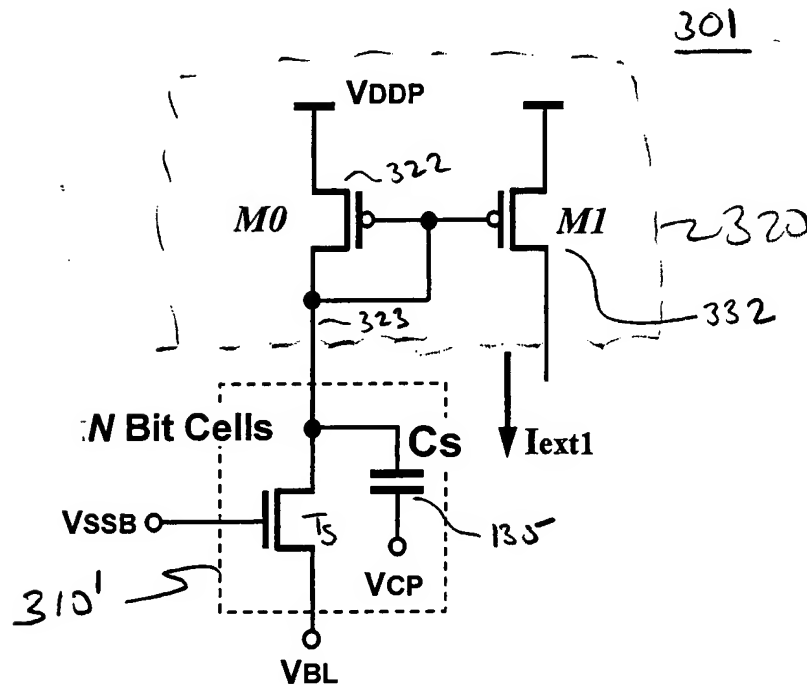 301
VDDP
322
M0
M1
320
323
332
N Bit Cells
Cs
Iext1
VSSB
Ts
135
VCP
310'
VBL